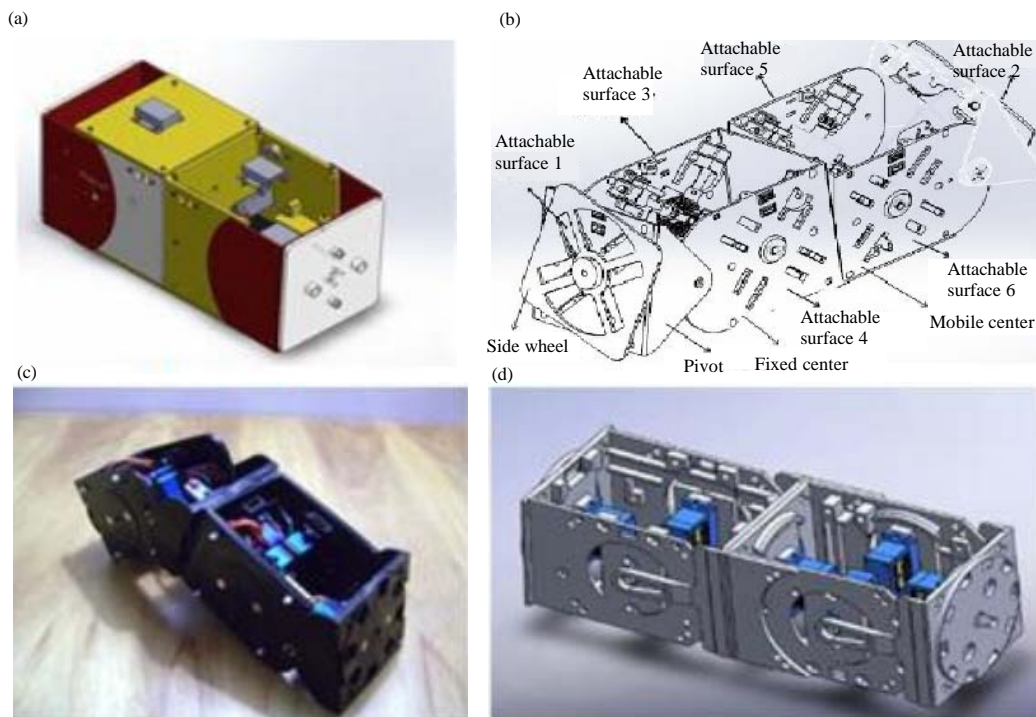 (a)
(b)
Attachable
surface 5
Attachable
surface 2
Attachable
surface 3
Attachable
surface 1
Attachable
surface 6
Attachable
surface 4
Mobile center
Side wheel
Pivot
Fixed center
(c)
(d)